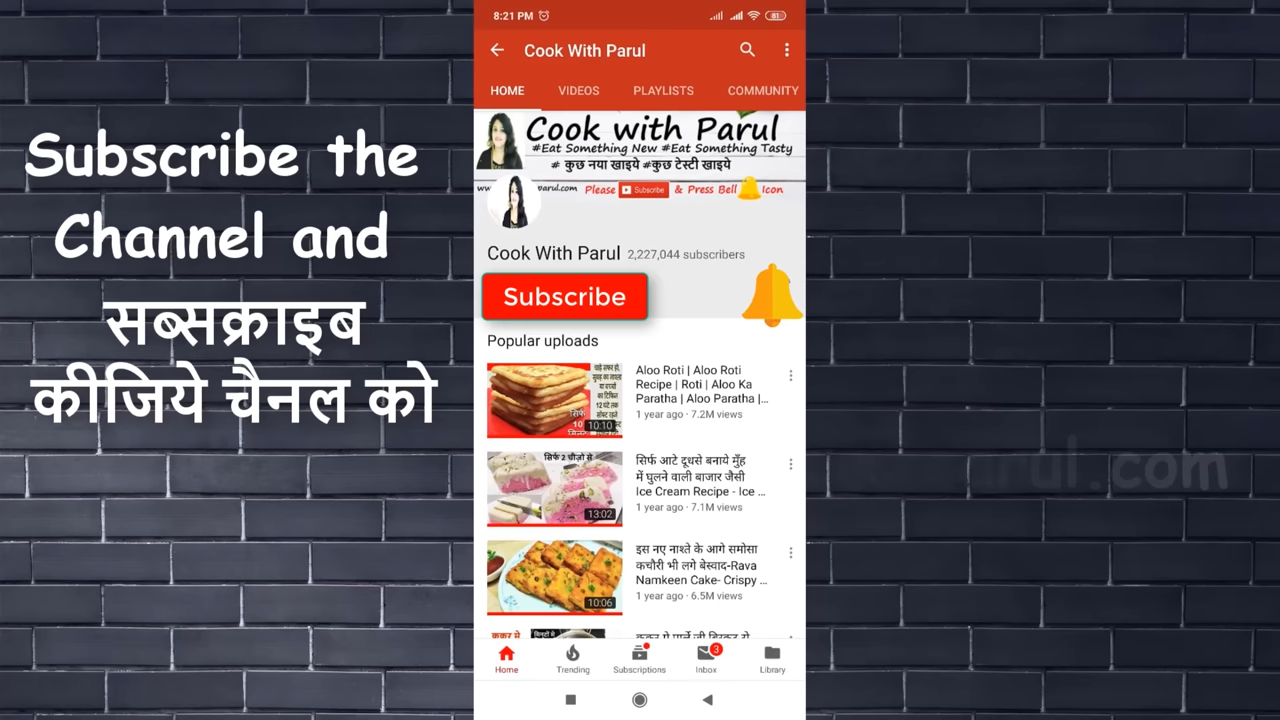 Subscribe the
Channel and
सब्सक्राइब
कीजिये चैनल को
8:21 PM
81
Cook With Parul
HOME VIDEOS PLAYLISTS COMMUNITY
Cook with Parul
#Eat Something New #Eat Something Tasty
# कुछ नया खाइये #कुछ टेस्टी खाइये
Please Subscribe & Press Bell Icon
Cook With Parul 2,227,044 subscribers
Subscribe
Popular uploads
Aloo Roti | Aloo Roti
Recipe | Roti | Aloo Ka
Paratha | Aloo Paratha |...
1 year ago · 7.2M views
10:10
सिर्फ 2 चीज़ो से
सिर्फ आटे दूधसे बनाये मुँह
में घुलने वाली बाजार जैसी
Ice Cream Recipe - Ice ...
1 year ago · 7.1M views
13:02
इस नए नाश्ते के आगे समोसा
कचौरी भी लगे बेस्वाद-Rava
Namkeen Cake- Crispy ...
1 year ago · 6.5M views
10:06
Home Trending Subscriptions Inbox Library
3